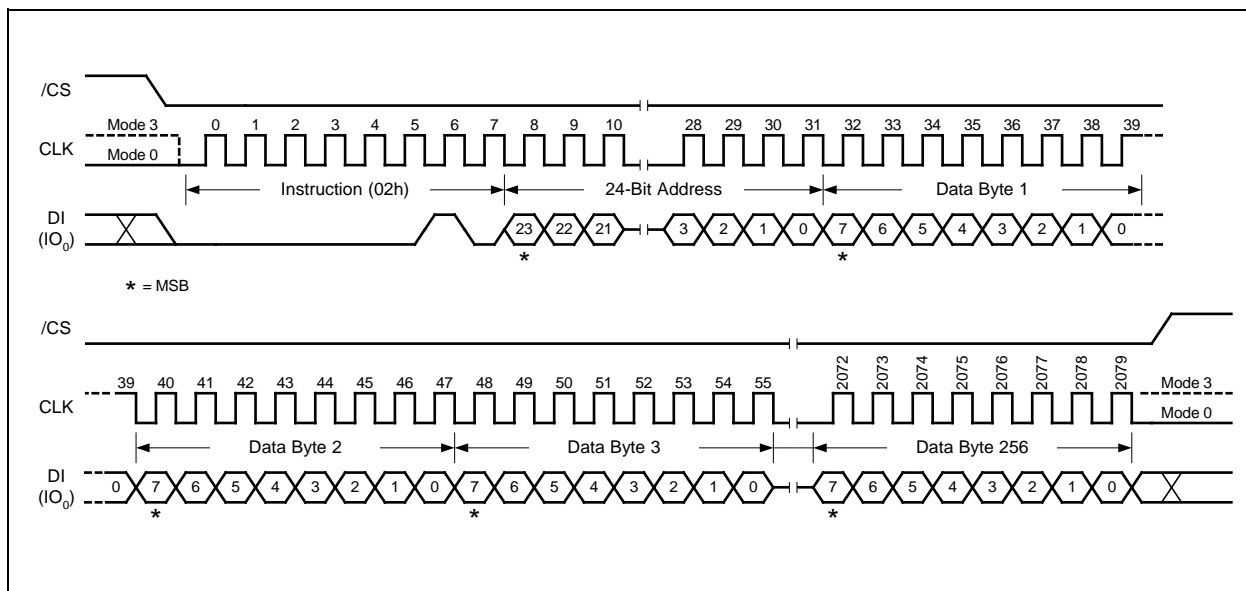 /CS
Mode 3 0 1 2 3 4 5 6 7 8 9 10 28 29 30 31 32 33 34 35 36 37 38 39
CLK
Mode 0
Instruction (02h) 24-Bit Address Data Byte 1
DI
(IO0) 23 22 21 3 2 1 0 7 6 5 4 3 2 1 0
* *
* = MSB
/CS
39 40 41 42 43 44 45 46 47 48 49 50 51 52 53 54 55 2072 2073 2074 2075 2076 2077 2078 2079 Mode 3
CLK
Mode 0
Data Byte 2 Data Byte 3 Data Byte 256
DI
(IO0) 0 7 6 5 4 3 2 1 0 7 6 5 4 3 2 1 0 7 6 5 4 3 2 1 0
* * *